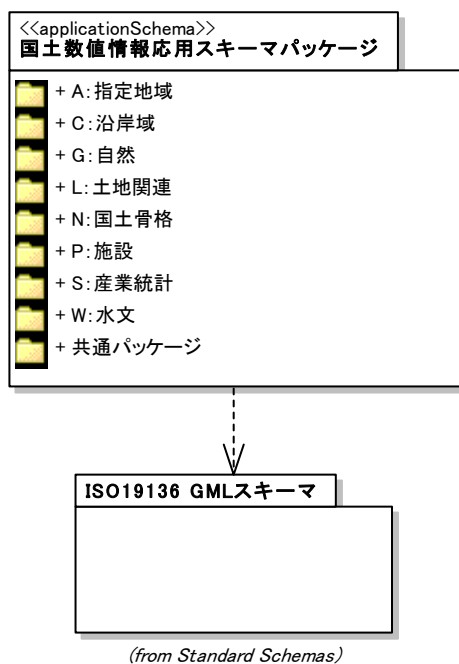 <<applicationSchema>>
国土数値情報応用スキーマパッケージ
+ A:指定地域
+ C:沿岸域
+ G:自然
+ L:土地関連
+ N:国土骨格
+ P:施設
+ S:産業統計
+ W:水文
+ 共通パッケージ
ISO19136 GMLスキーマ
(from Standard Schemas)